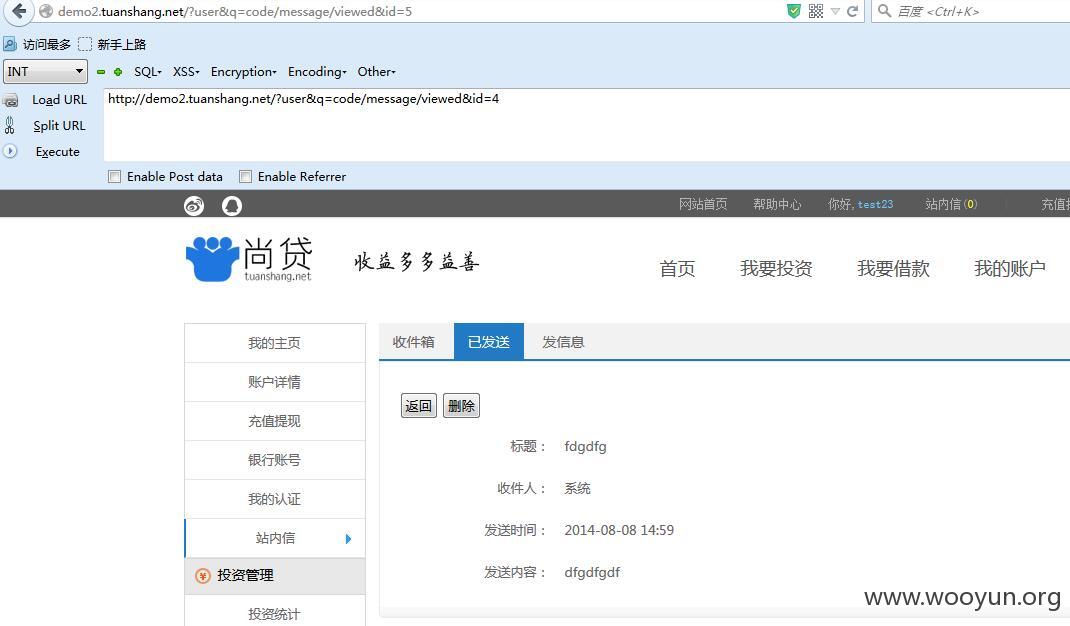 demo2.tuanshang.net/?user&q=code/message/viewed&id=5
百度 <Ctrl+K>
访问最多 新手上路
INT SQL XSS Encryption Encoding Other
Load URL http://demo2.tuanshang.net/?user&q=code/message/viewed&id=4
Split URL
Execute
Enable Post data Enable Referrer
网站首页 帮助中心 你好, test23 站内信(0) 充值
尚贷
tuanshang.net
收益多多益善
首页 我要投资 我要借款 我的账户
我的主页
账户详情
充值提现
银行账号
我的认证
站内信
投资管理
投资统计
收件箱 已发送 发信息
返回 删除
标题： fdgdfg
收件人： 系统
发送时间： 2014-08-08 14:59
发送内容： dfgdfgdf
www.wooyun.org